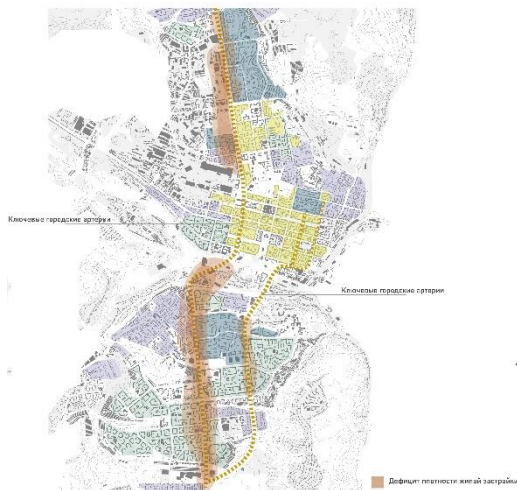 Ключевые городские артерии
Ключевые городские артерии
Дефицит плотности жилой застройки